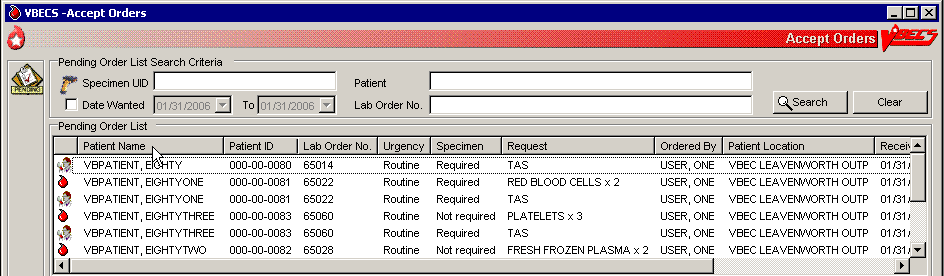 VBECS -Accept Orders
Accept Orders VBECS
PENDING
Pending Order List Search Criteria
Specimen UID Patient
Date Wanted 01/31/2006 To 01/31/2006 Lab Order No. Search Clear
Pending Order List
Patient Name Patient ID Lab Order No. Urgency Specimen Request Ordered By Patient Location Receiv
VBPATIENT, EIGHTY 000-00-0080 65014 Routine Required TAS USER, ONE VBEC LEAVENWORTH OUTP 01/31/
VBPATIENT, EIGHTYONE 000-00-0081 65022 Routine Required RED BLOOD CELLS x 2 USER, ONE VBEC LEAVENWORTH OUTP 01/31/
VBPATIENT, EIGHTYONE 000-00-0081 65022 Routine Required TAS USER, ONE VBEC LEAVENWORTH OUTP 01/31/
VBPATIENT, EIGHTYTHREE 000-00-0083 65060 Routine Not required PLATELETS x 3 USER, ONE VBEC LEAVENWORTH OUTP 01/31/
VBPATIENT, EIGHTYTHREE 000-00-0083 65060 Routine Required TAS USER, ONE VBEC LEAVENWORTH OUTP 01/31/
VBPATIENT, EIGHTYTWO 000-00-0082 65028 Routine Not required FRESH FROZEN PLASMA x 2 USER, ONE VBEC LEAVENWORTH OUTP 01/31/